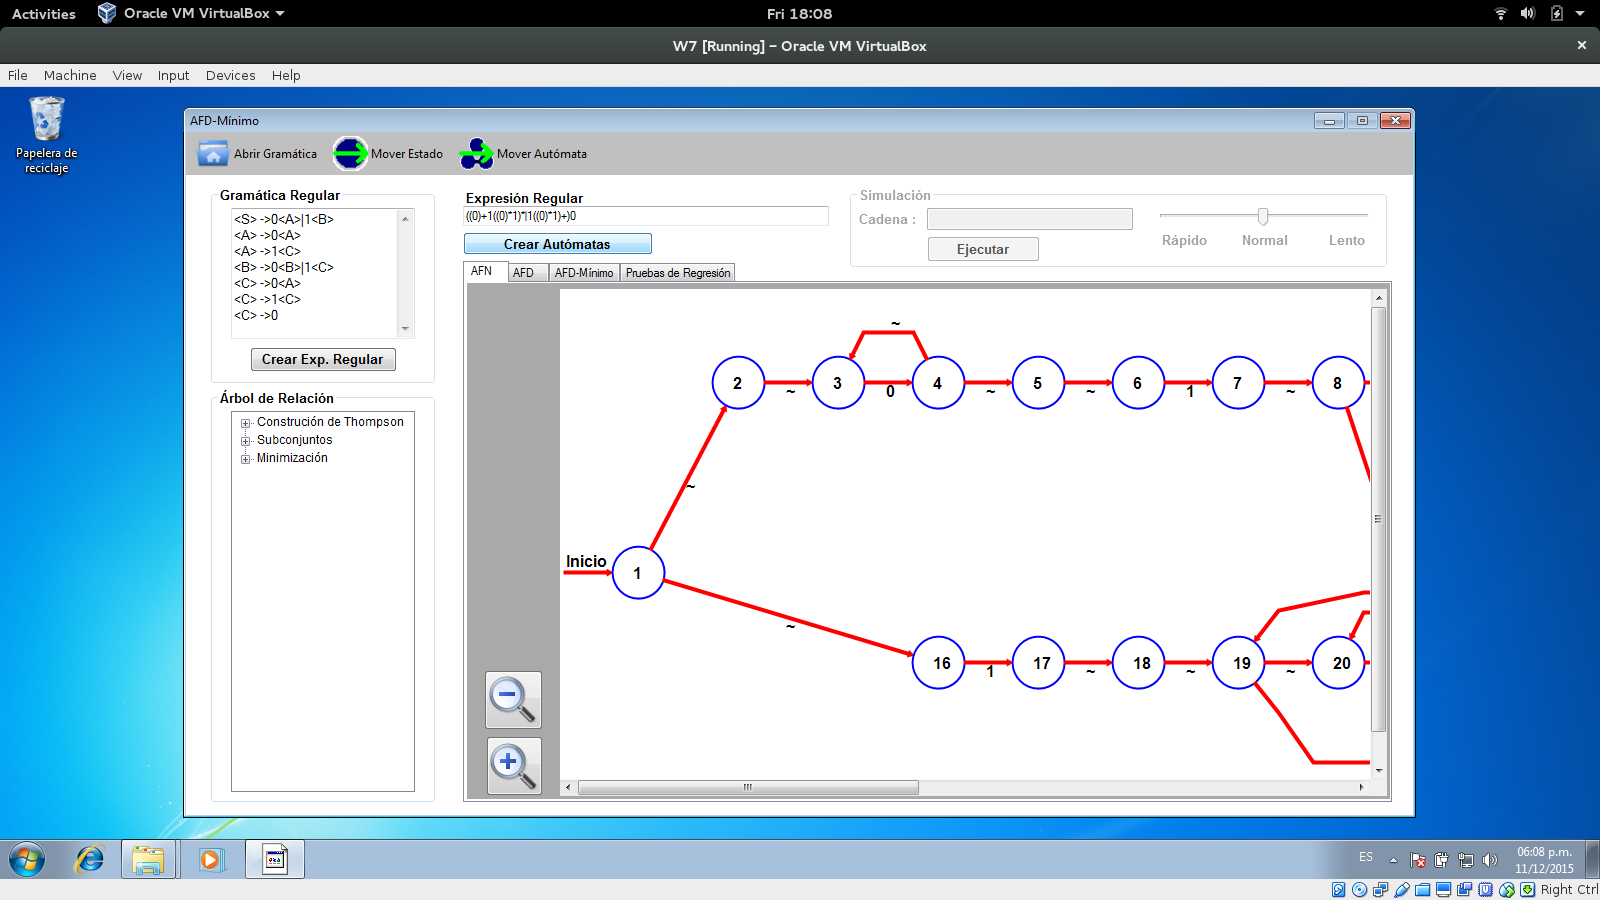 Activities Oracle VM VirtualBox Fri 18:08
W7 [Running] – Oracle VM VirtualBox
File Machine View Input Devices Help
Papelera de
reciclaje
AFD-Mínimo
Abrir Gramática Mover Estado Mover Autómata
Gramática Regular
<S> ->0<A>|1<B>
<A> ->0<A>
<A> ->1<C>
<B> ->0<B>|1<C>
<C> ->0<A>
<C> ->1<C>
<C> ->0
Crear Exp. Regular
Árbol de Relación
Construción de Thompson
Subconjuntos
Minimización
Expresión Regular
((0)+1((0)*1)*|1((0)*1)+)0
Crear Autómatas
Simulación
Cadena :
Ejecutar
Rápido Normal Lento
AFN AFD AFD-Mínimo Pruebas de Regresión
~
2 ~ 3 0 4 ~ 5 ~ 6 1 7 ~ 8
~
Inicio 1
~
16 1 17 ~ 18 ~ 19 ~ 20
ES 06:08 p.m.
11/12/2015
Right Ctrl